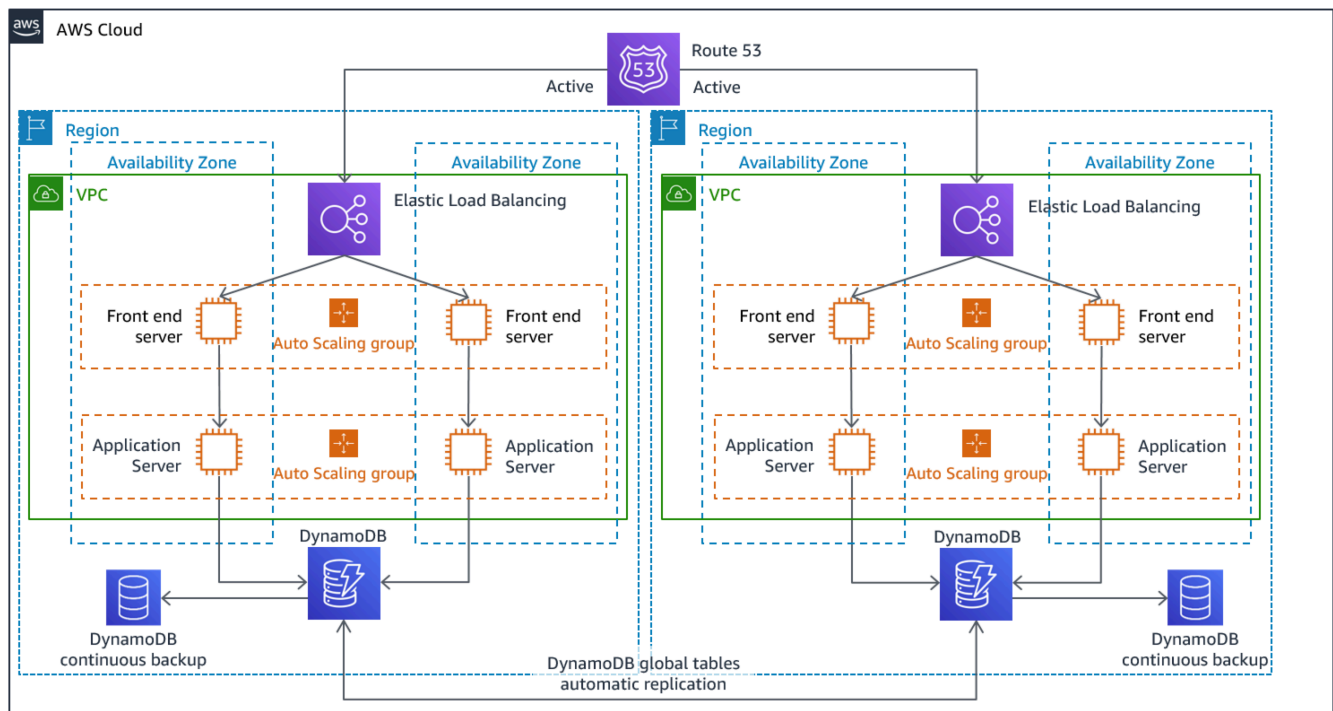 aws
AWS Cloud
Route 53
53
Active
Active
Region
Region
Availability Zone
Availability Zone
Availability Zone
Availability Zone
VPC
Elastic Load Balancing
VPC
Elastic Load Balancing
Front end
server
Auto Scaling group
Front end
server
Front end
server
Auto Scaling group
Front end
server
Application
Server
Auto Scaling group
Application
Server
Application
Server
Auto Scaling group
Application
Server
DynamoDB
DynamoDB
DynamoDB
continuous backup
DynamoDB
continuous backup
DynamoDB global tables
automatic replication